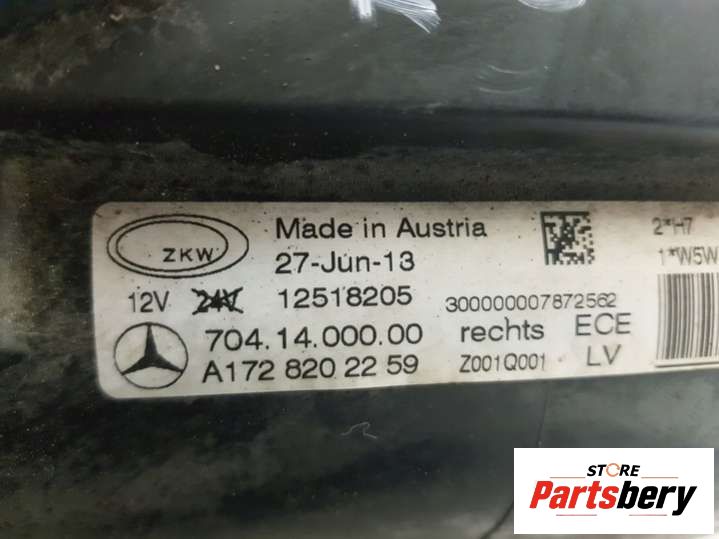 ZKW
Made in Austria
27-Jun-13
2*H7
1*W5W
12V 24V 12518205 300000007872562
704.14.000.00 rechts ECE
A172 820 22 59 Z001Q001 LV
STORE
Partsbery